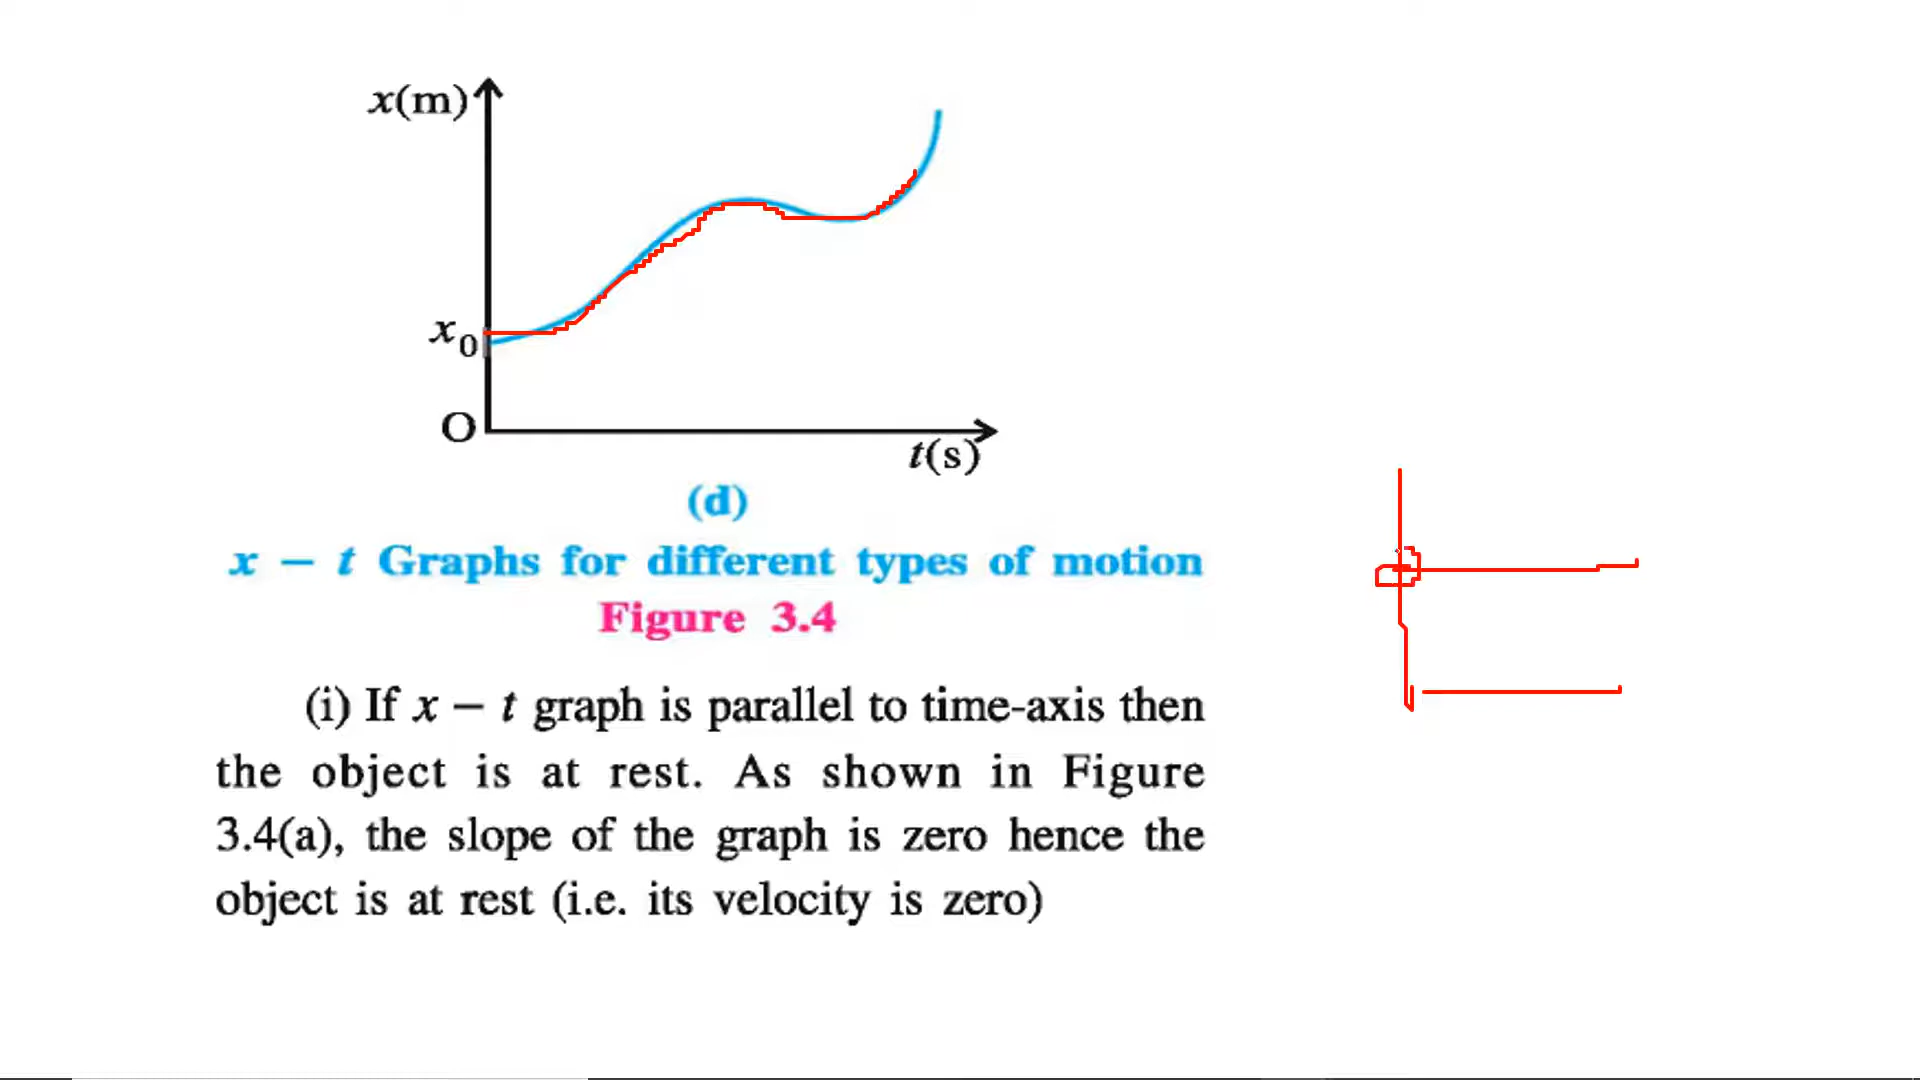 x(m)
x0
O
t(s)
(d)
x – t Graphs for different types of motion
Figure 3.4
(i) If x – t graph is parallel to time-axis then
the object is at rest. As shown in Figure
3.4(a), the slope of the graph is zero hence the
object is at rest (i.e. its velocity is zero)